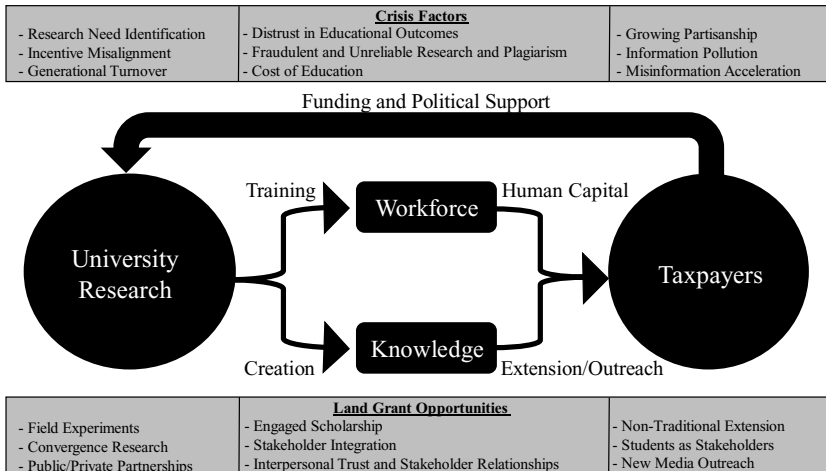 Crisis Factors
- Research Need Identification
- Incentive Misalignment
- Generational Turnover
- Distrust in Educational Outcomes
- Fraudulent and Unreliable Research and Plagiarism
- Cost of Education
- Growing Partisanship
- Information Pollution
- Misinformation Acceleration
Funding and Political Support
University
Research
Training
Workforce
Human Capital
Creation
Knowledge
Extension/Outreach
Taxpayers
Land Grant Opportunities
- Field Experiments
- Convergence Research
- Public/Private Partnerships
- Engaged Scholarship
- Stakeholder Integration
- Interpersonal Trust and Stakeholder Relationships
- Non-Traditional Extension
- Students as Stakeholders
- New Media Outreach